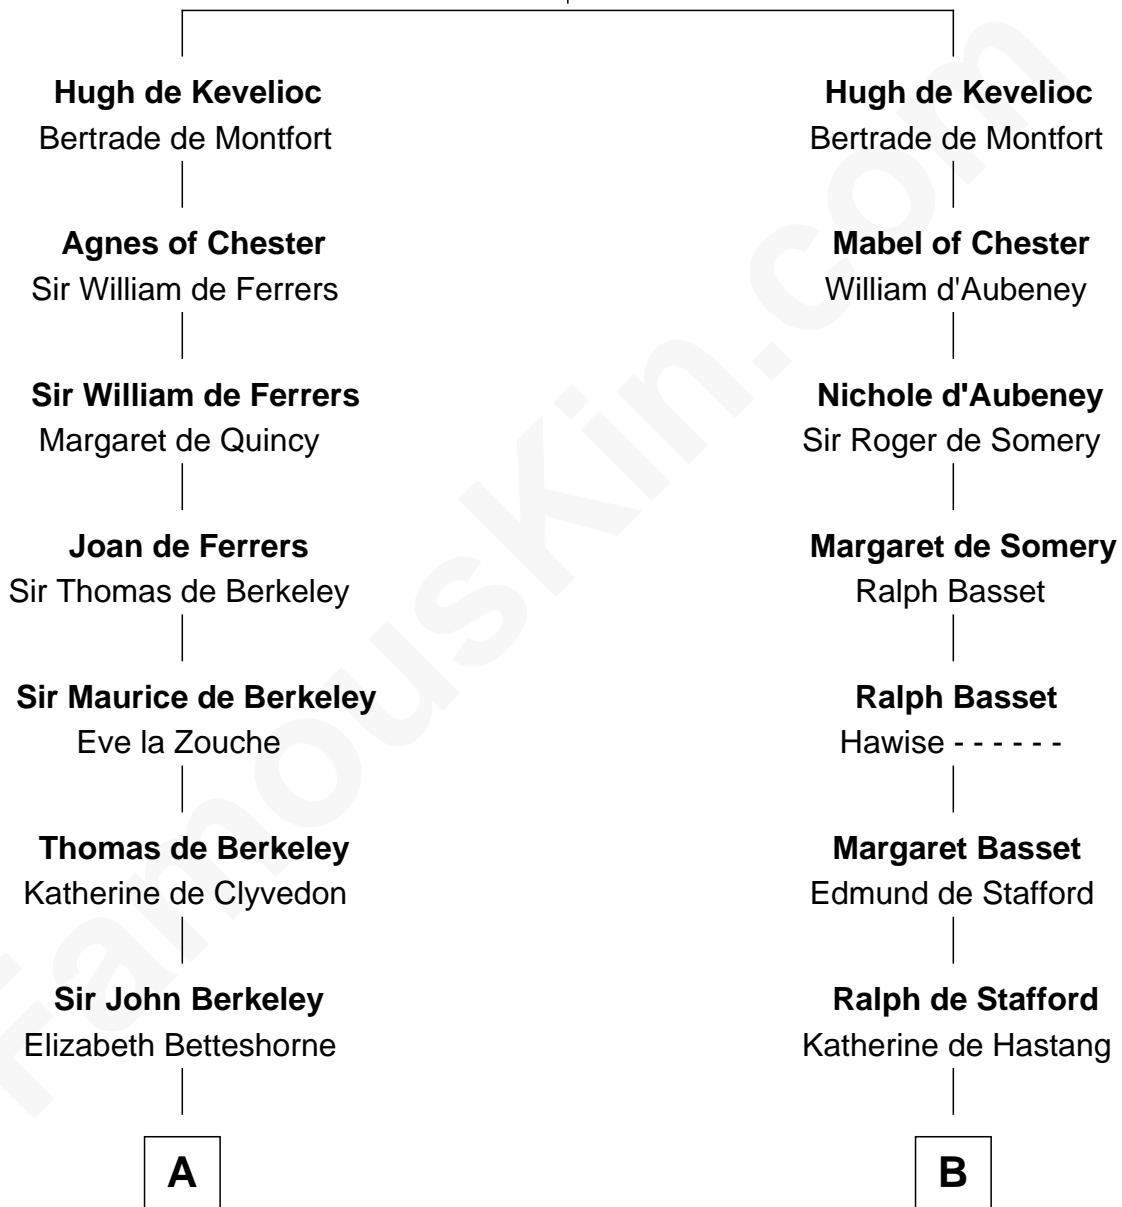 Hugh de Kevelioc
Bertrade de Montfort
Agnes of Chester
Sir William de Ferrers
Sir William de Ferrers
Margaret de Quincy
Joan de Ferrers
Sir Thomas de Berkeley
Sir Maurice de Berkeley
Eve la Zouche
Thomas de Berkeley
Katherine de Clyvedon
Sir John Berkeley
Elizabeth Betteshorne
A
Hugh de Kevelioc
Bertrade de Montfort
Mabel of Chester
William d'Aubeney
Nichole d'Aubeney
Sir Roger de Somery
Margaret de Somery
Ralph Basset
Ralph Basset
Hawise - - - - - -
Margaret Basset
Edmund de Stafford
Ralph de Stafford
Katherine de Hastang
B
FamousKin.com